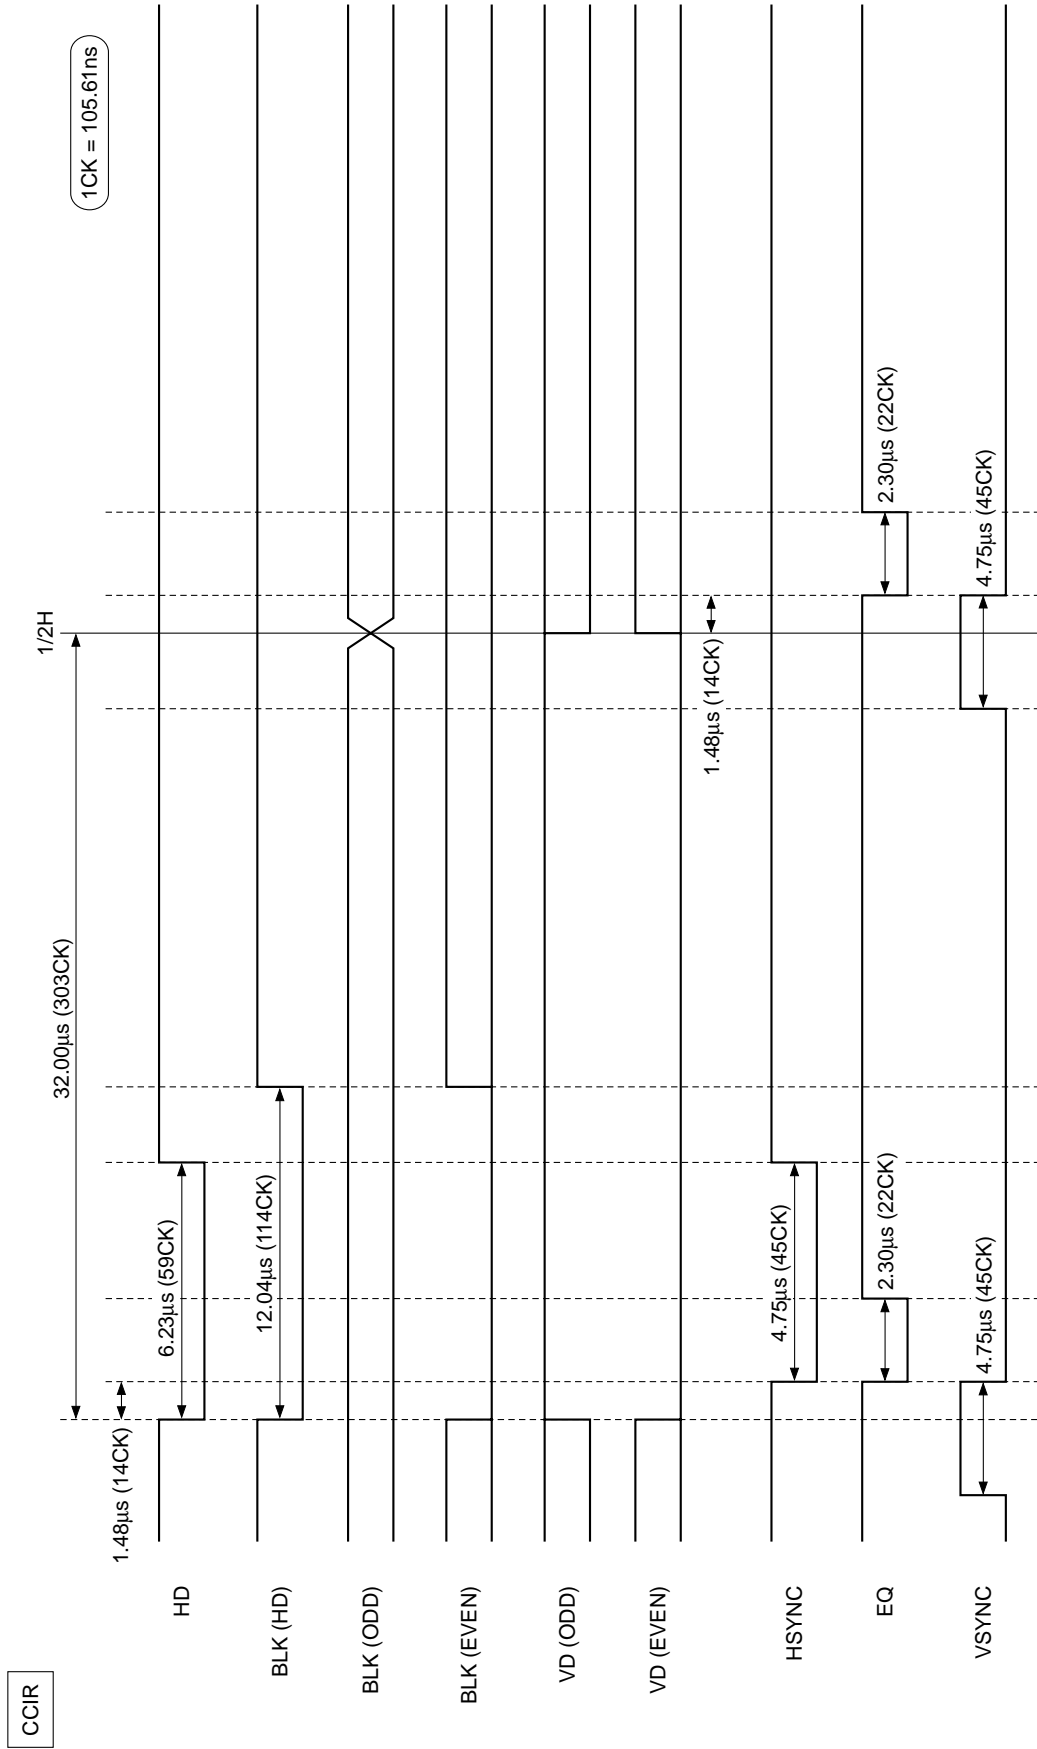 CCIR
1CK = 105.61ns
1/2H
32.00µs (303CK)
1.48µs (14CK)
HD
6.23µs (59CK)
BLK (HD)
12.04µs (114CK)
BLK (ODD)
BLK (EVEN)
VD (ODD)
VD (EVEN)
1.48µs (14CK)
HSYNC
4.75µs (45CK)
EQ
2.30µs (22CK)
2.30µs (22CK)
VSYNC
4.75µs (45CK)
4.75µs (45CK)